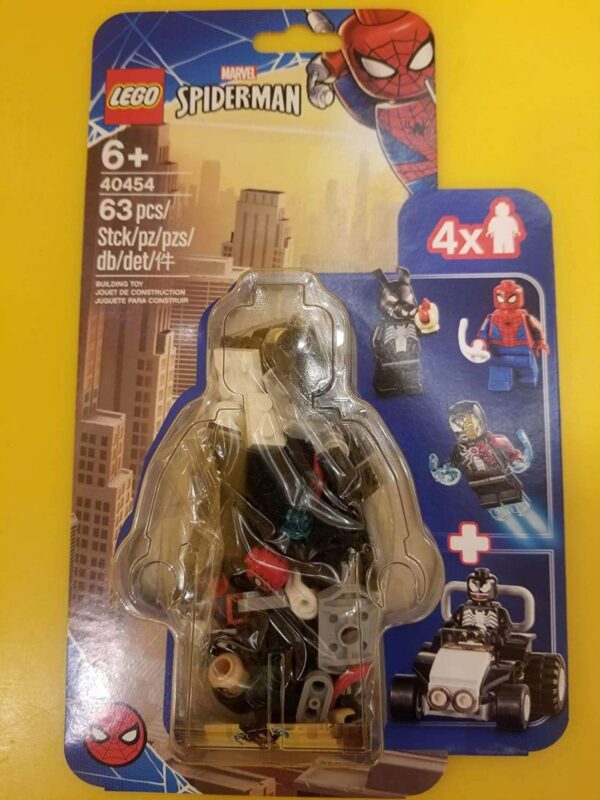 MARVEL
LEGO
SPIDERMAN
6+
40454
63 pcs/
Stck/pz/pzs/
db/det/件
BUILDING TOY
JOUET DE CONSTRUCTION
JUGUETE PARA CONSTRUIR
4x
+